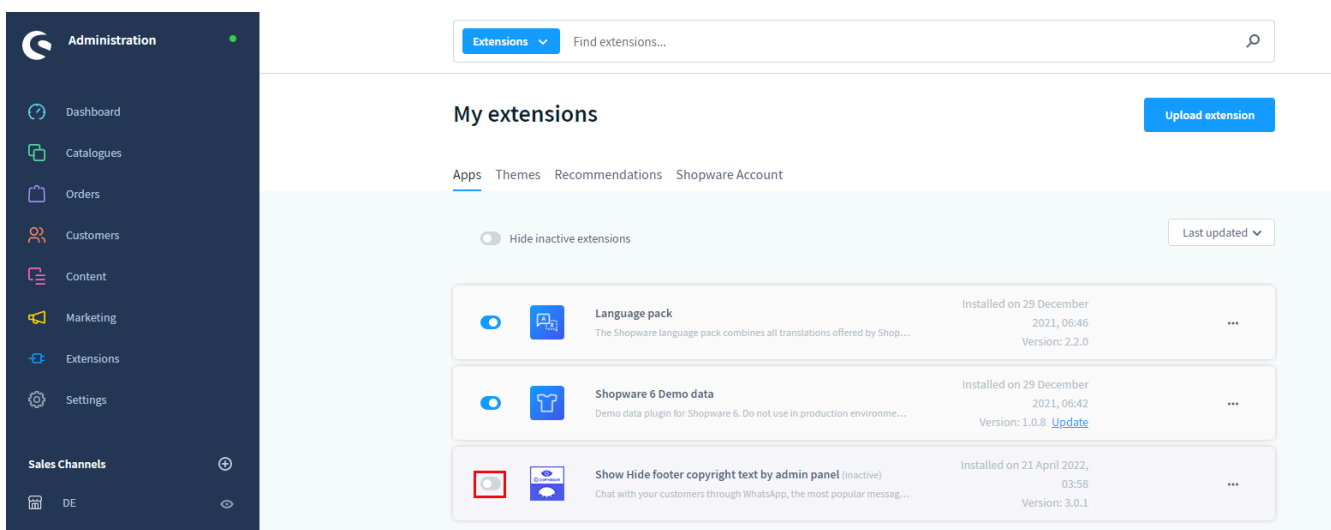 Administration
Dashboard
Catalogues
Orders
Customers
Content
Marketing
Extensions
Settings
Sales Channels
DE
Extensions
Find extensions...
My extensions
Upload extension
Apps Themes Recommendations Shopware Account
Hide inactive extensions
Last updated
Language pack
The Shopware language pack combines all translations offered by Shop...
Installed on 29 December
2021, 06:46
Version: 2.2.0
Shopware 6 Demo data
Demo data plugin for Shopware 6. Do not use in production environme...
Installed on 29 December
2021, 06:42
Version: 1.0.8 Update
COPYRIGHT
Show Hide footer copyright text by admin panel (inactive)
Chat with your customers through WhatsApp, the most popular messag...
Installed on 21 April 2022,
03:58
Version: 3.0.1